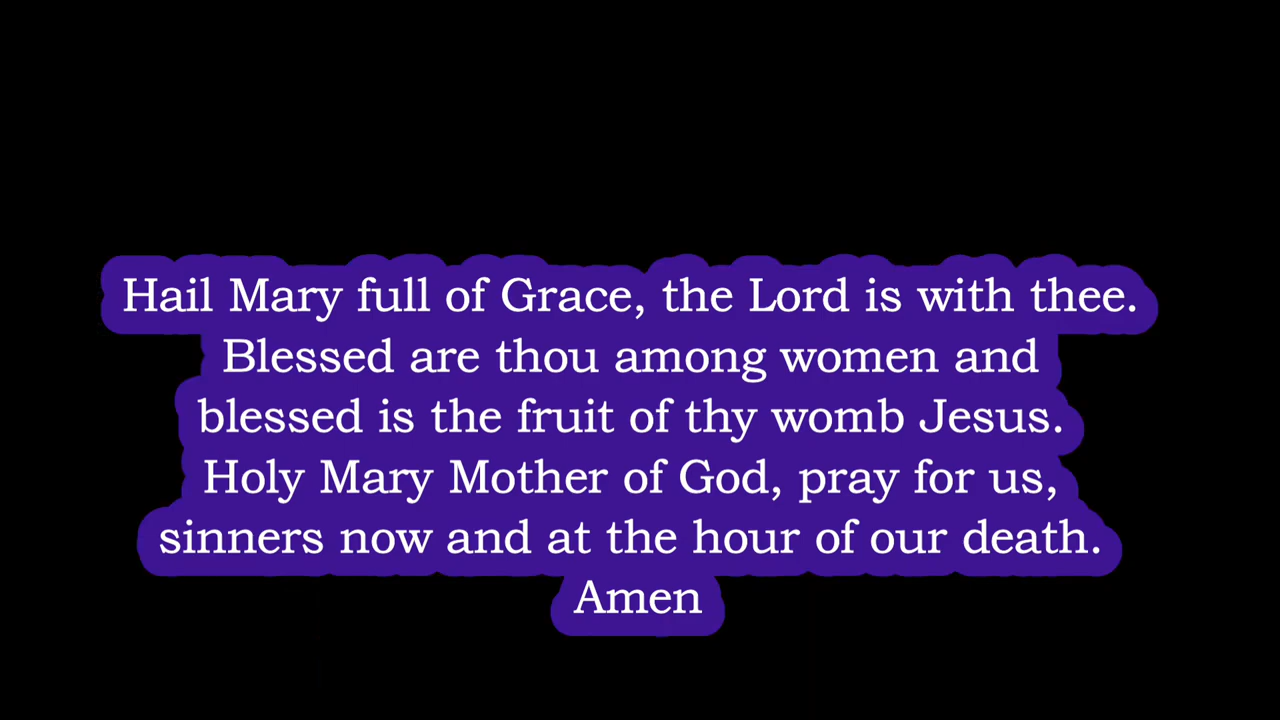 Hail Mary full of Grace, the Lord is with thee.
Blessed are thou among women and
blessed is the fruit of thy womb Jesus.
Holy Mary Mother of God, pray for us,
sinners now and at the hour of our death.
Amen